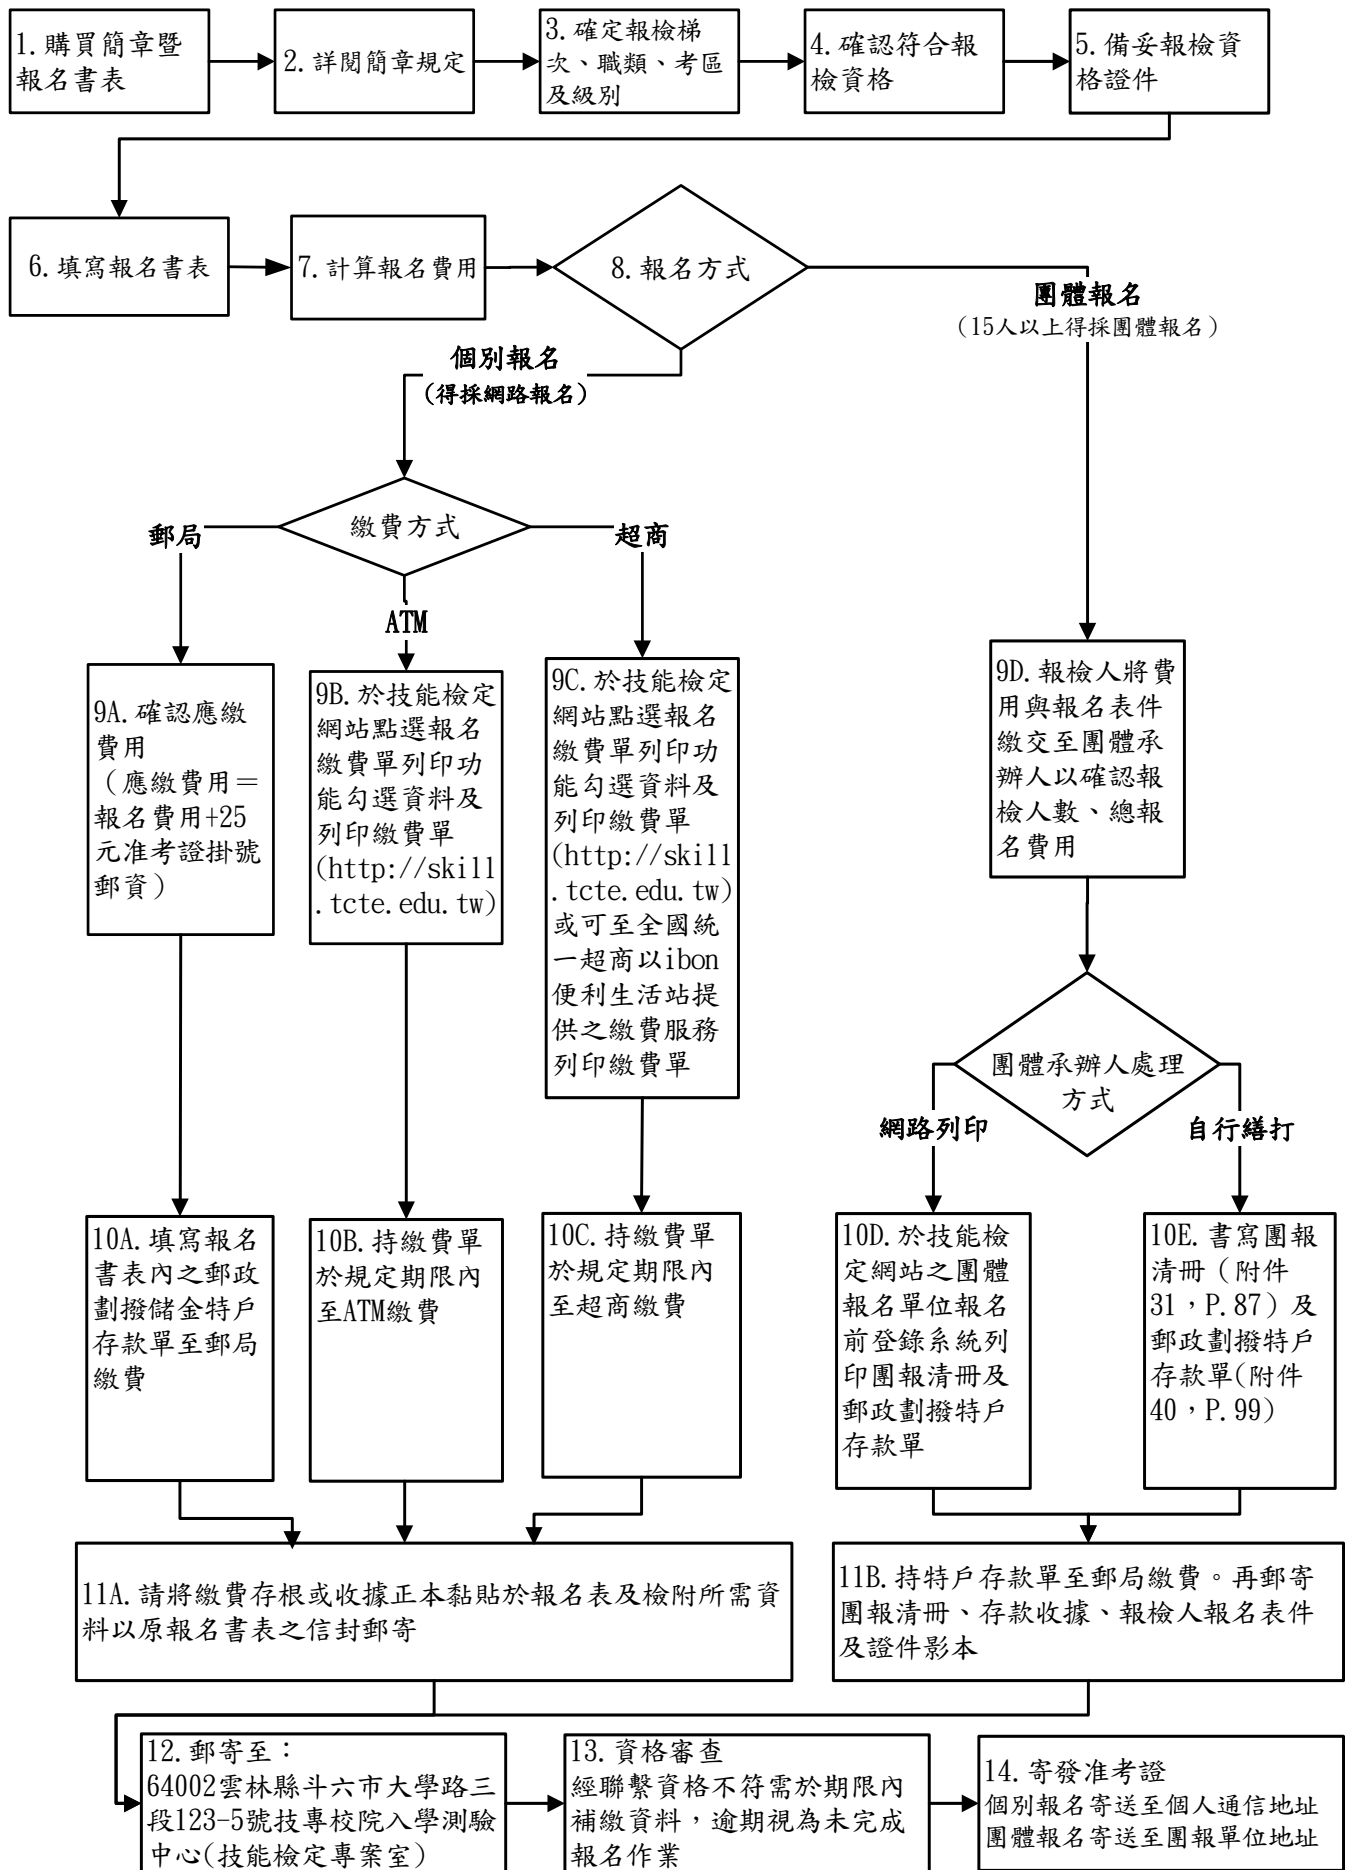 1.購買簡章暨
報名書表
2.詳閱簡章規定
3.確定報檢梯
次、職類、考區
及級別
4.確認符合報
檢資格
5.備妥報檢資
格證件
6.填寫報名書表
7.計算報名費用
8.報名方式
團體報名
（15人以上得採團體報名）
個別報名
(得採網路報名)
繳費方式
郵局
ATM
超商
9A.確認應繳
費用
（應繳費用＝
報名費用+25
元准考證掛號
郵資）
9B.於技能檢定
網站點選報名
繳費單列印功
能勾選資料及
列印繳費單
(http://skill
.tcte.edu.tw)
9C.於技能檢定
網站點選報名
繳費單列印功
能勾選資料及
列印繳費單
(http://skill
.tcte.edu.tw)
或可至全國統
一超商以ibon
便利生活站提
供之繳費服務
列印繳費單
9D.報檢人將費
用與報名表件
繳交至團體承
辦人以確認報
檢人數、總報
名費用
團體承辦人處理
方式
網路列印
自行繕打
10A.填寫報名
書表內之郵政
劃撥儲金特戶
存款單至郵局
繳費
10B.持繳費單
於規定期限內
至ATM繳費
10C.持繳費單
於規定期限內
至超商繳費
10D.於技能檢
定網站之團體
報名單位報名
前登錄系統列
印團報清冊及
郵政劃撥特戶
存款單
10E.書寫團報
清冊（附件
31，P.87）及
郵政劃撥特戶
存款單(附件
40，P.99)
11A.請將繳費存根或收據正本黏貼於報名表及檢附所需資
料以原報名書表之信封郵寄
11B.持特戶存款單至郵局繳費。再郵寄
團報清冊、存款收據、報檢人報名表件
及證件影本
12.郵寄至：
64002雲林縣斗六市大學路三
段123-5號技專校院入學測驗
中心(技能檢定專案室)
13.資格審查
經聯繫資格不符需於期限內
補繳資料，逾期視為未完成
報名作業
14.寄發准考證
個別報名寄送至個人通信地址
團體報名寄送至團報單位地址